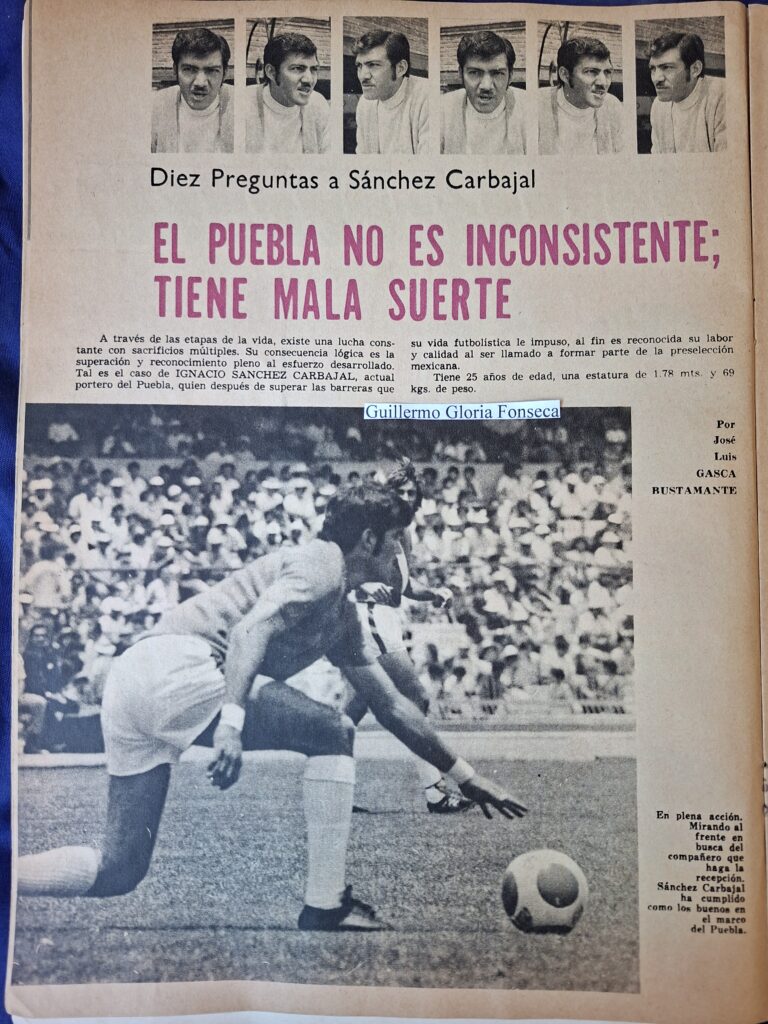 Diez Preguntas a Sánchez Carbajal
EL PUEBLA NO ES INCONSISTENTE;
TIENE MALA SUERTE
A través de las etapas de la vida, existe una lucha cons-
tante con sacrificios múltiples. Su consecuencia lógica es la
superación y reconocimiento pleno al esfuerzo desarrollado.
Tal es el caso de IGNACIO SANCHEZ CARBAJAL, actual
portero del Puebla, quien después de superar las barreras que
su vida futbolística le impuso, al fin es reconocida su labor
y calidad al ser llamado a formar parte de la preselección
mexicana.
Tiene 25 años de edad, una estatura de 1.78 mts. y 69
kgs. de peso.
Guillermo Gloria Fonseca
Por
José
Luis
GASCA
BUSTAMANTE
En plena acción.
Mirando al
frente en
busca del
compañero que
haga la
recepción.
Sánchez Carbajal
ha cumplido
como los buenos en
el marco
del Puebla.